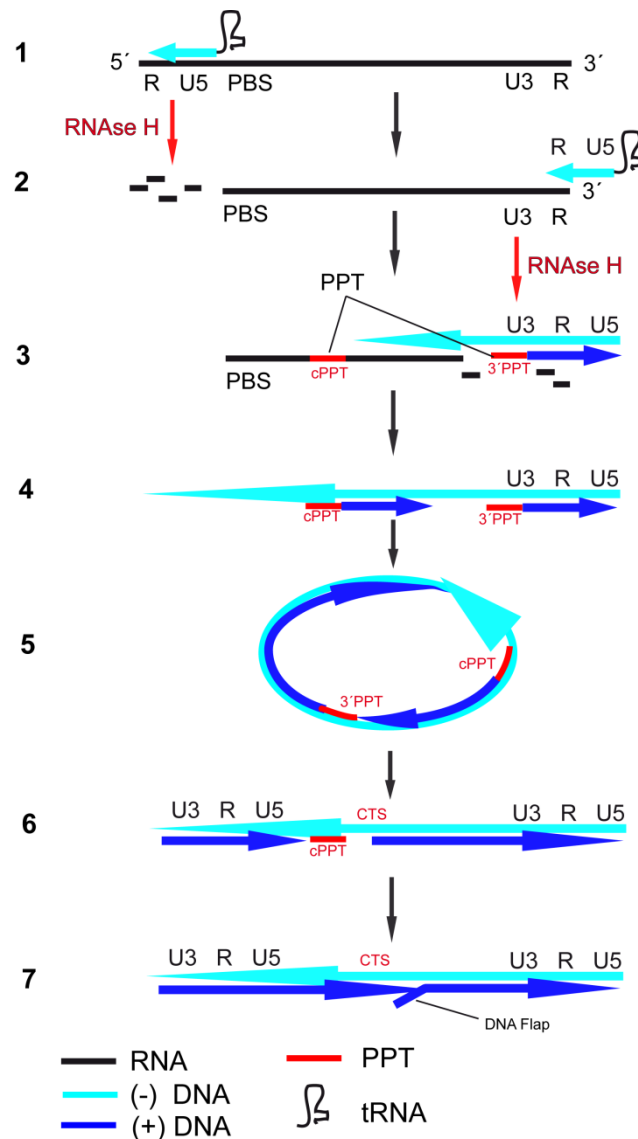 1
5´
3´
R U5 PBS
U3 R
RNAse H
R U5
2
3´
PBS
U3 R
RNAse H
PPT
U3 R U5
3
PBS
cPPT
3´PPT
4
U3 R U5
cPPT
3´PPT
5
cPPT
3´PPT
6
U3 R U5
CTS
U3 R U5
cPPT
7
U3 R U5
CTS
U3 R U5
DNA Flap
RNA
PPT
(-) DNA
tRNA
(+) DNA